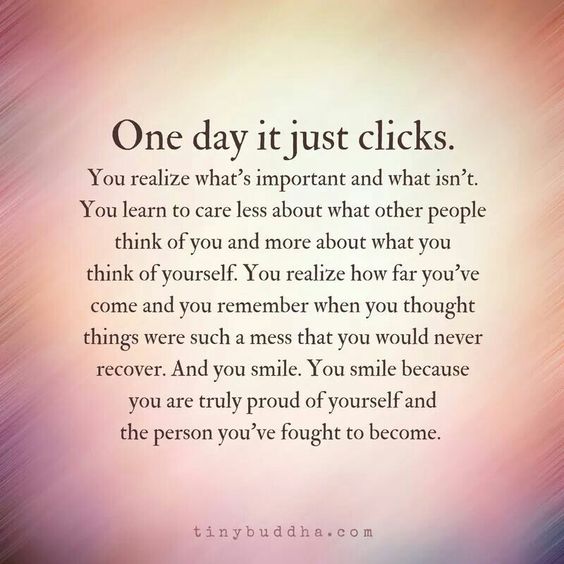 One day it just clicks.
You realize what's important and what isn't.
You learn to care less about what other people
think of you and more about what you
think of yourself. You realize how far you've
come and you remember when you thought
things were such a mess that you would never
recover. And you smile. You smile because
you are truly proud of yourself and
the person you've fought to become.
tinybuddha.com